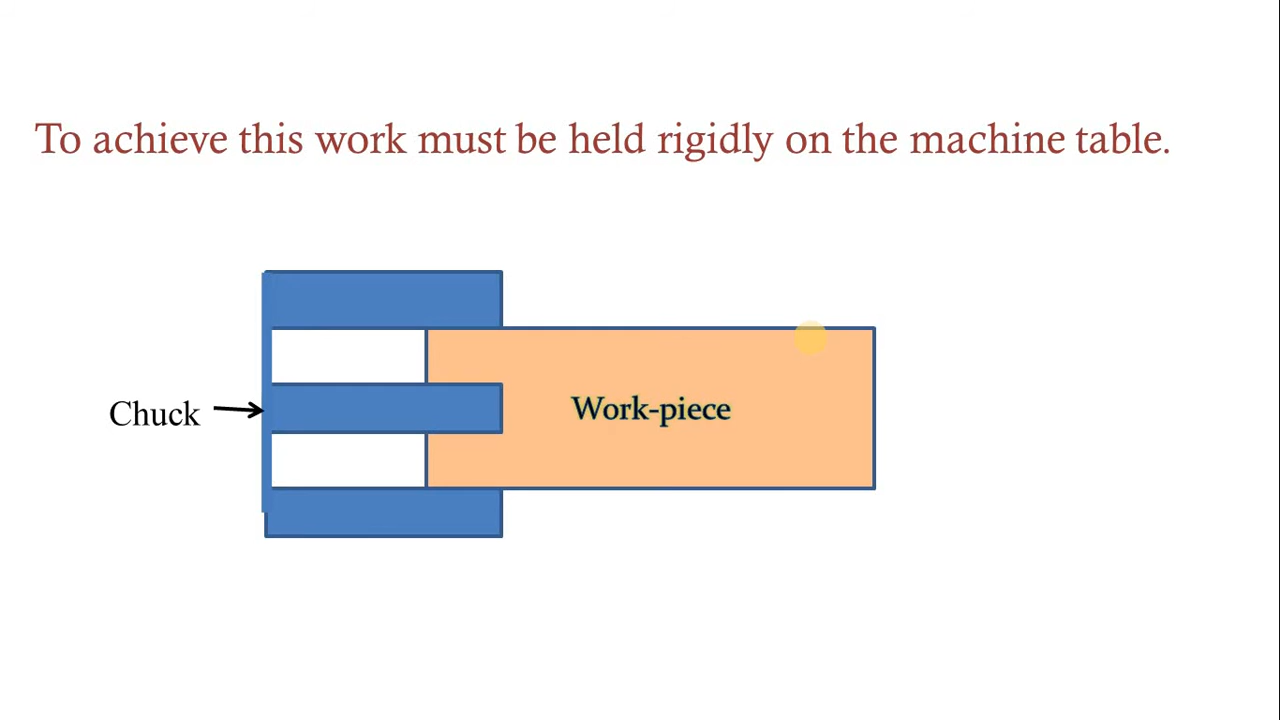 To achieve this work must be held rigidly on the machine table.
Chuck
Work-piece